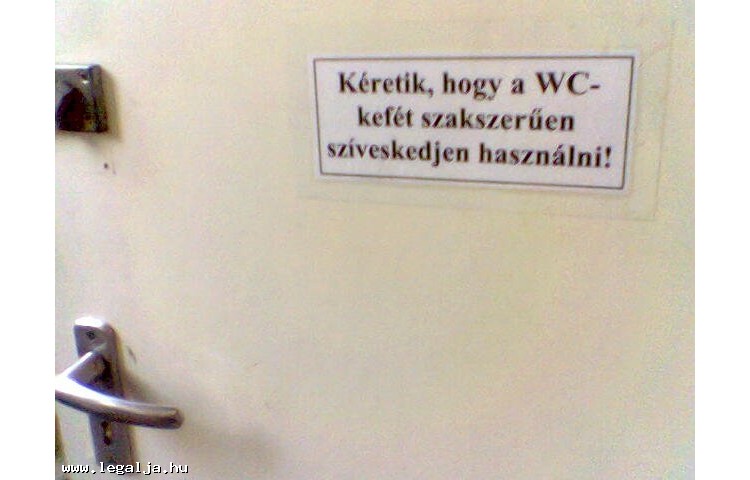 Kéretik, hogy a WC-
kefét szakszerűen
szíveskedjen használni!
www.legalja.hu